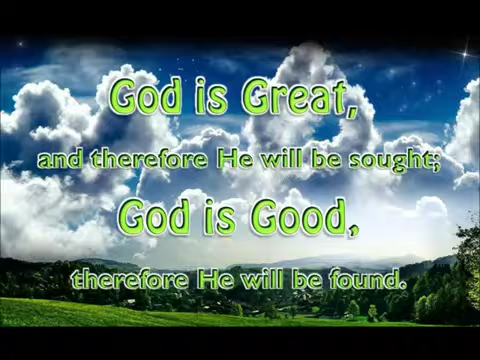 God is Great,
and therefore He will be sought;
God is Good,
therefore He will be found.